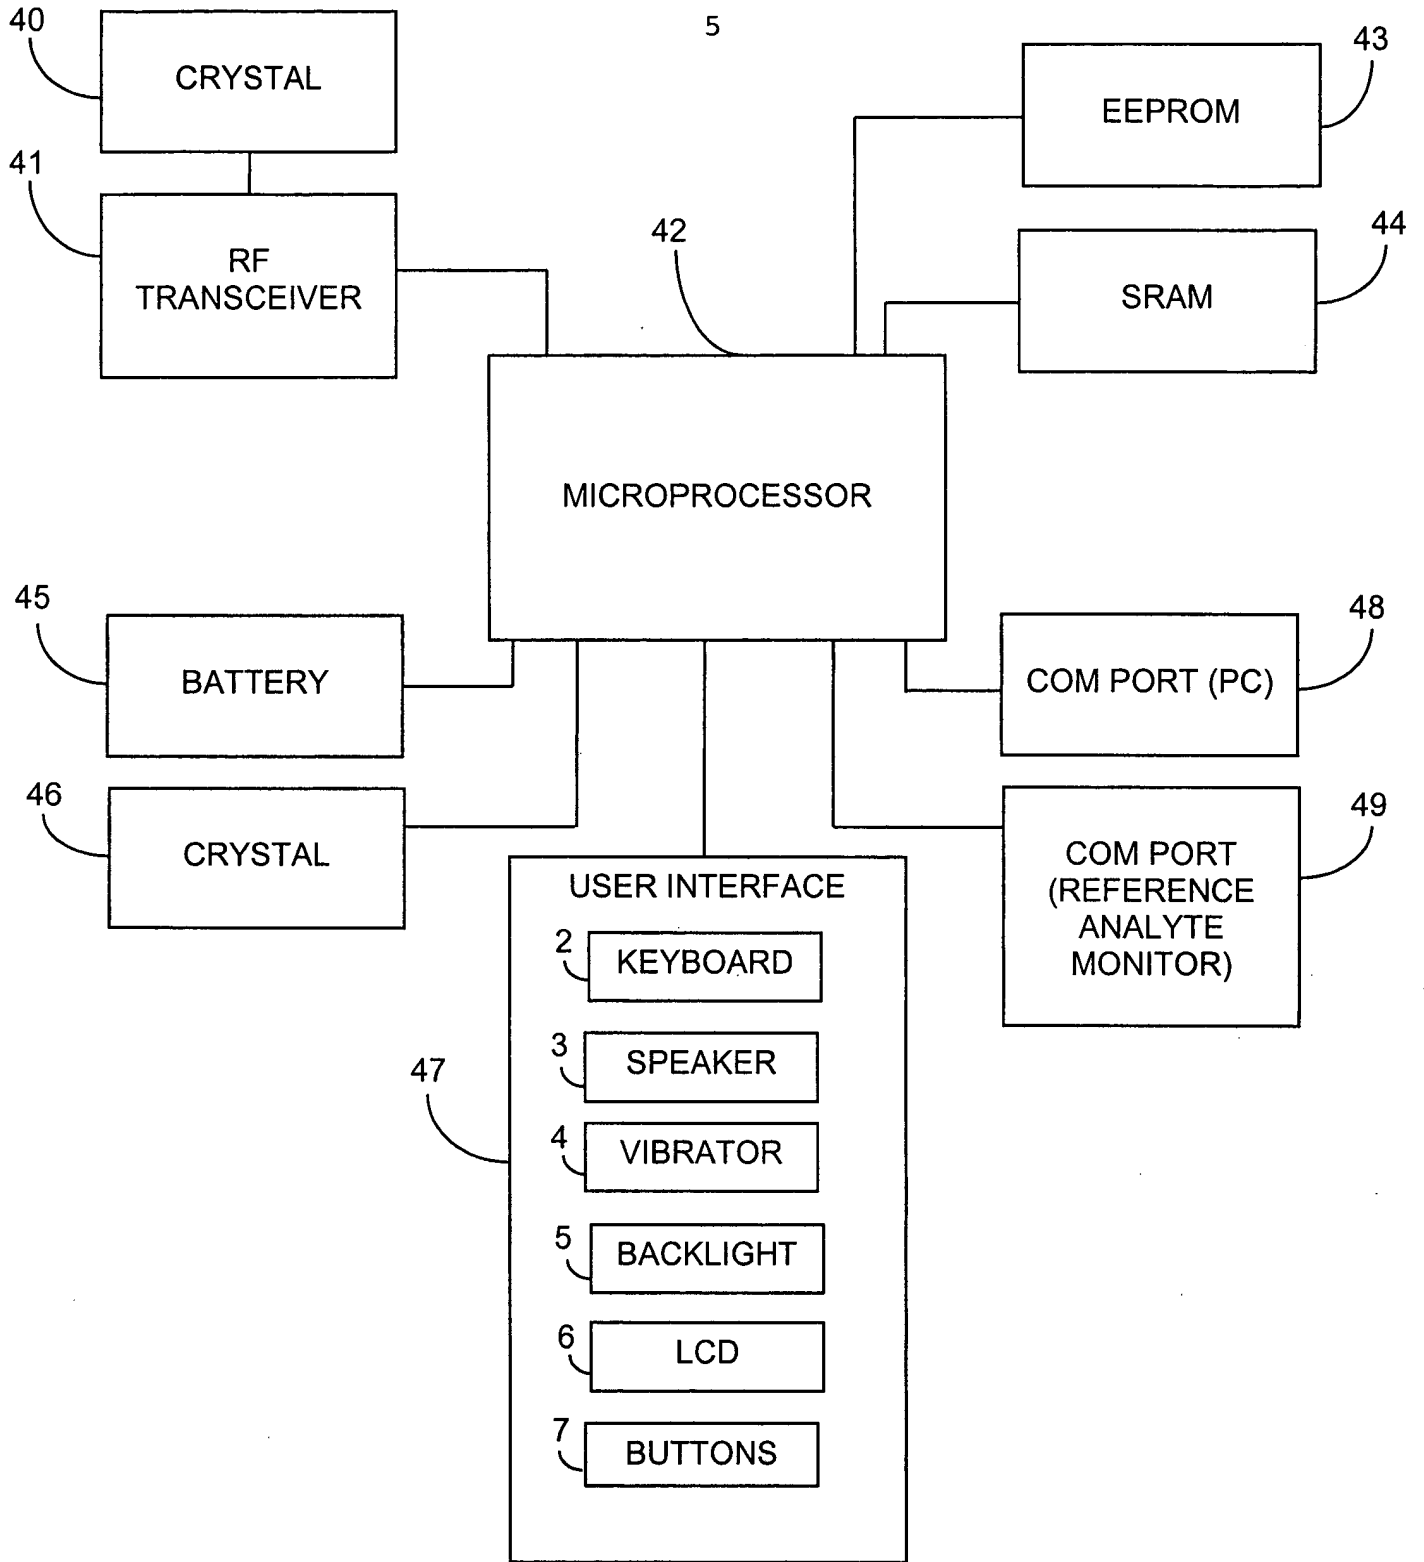 5
40
CRYSTAL
41
RF
TRANSCEIVER
42
43
EEPROM
44
SRAM
MICROPROCESSOR
45
BATTERY
46
CRYSTAL
48
COM PORT (PC)
49
COM PORT
(REFERENCE
ANALYTE
MONITOR)
47
USER INTERFACE
2
KEYBOARD
3
SPEAKER
4
VIBRATOR
5
BACKLIGHT
6
LCD
7
BUTTONS